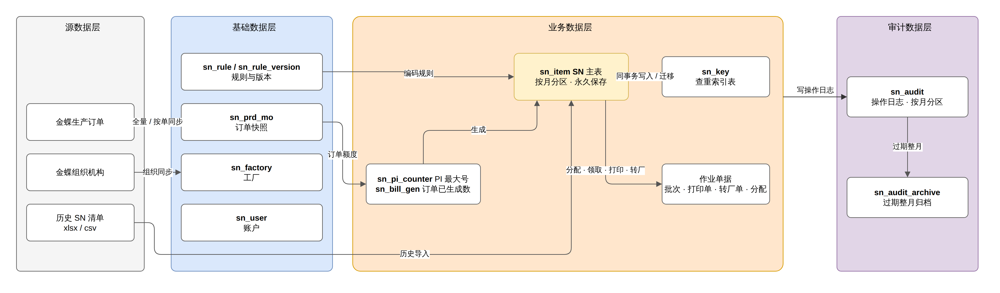 源数据层
金蝶生产订单
金蝶组织机构
历史 SN 清单
xlsx / csv
全量 / 按单同步
组织同步
基础数据层
sn_rule / sn_rule_version
规则与版本
sn_prd_mo
订单快照
sn_factory
工厂
sn_user
账户
订单额度
业务数据层
编码规则
sn_item SN 主表
按月分区 · 永久保存
同事务写入 / 迁移
sn_key
查重索引表
生成
sn_pi_counter PI 最大号
sn_bill_gen 订单已生成数
分配 · 领取 · 打印 · 转厂
作业单据
批次 · 打印单 · 转厂单 · 分配
历史导入
写操作日志
审计数据层
sn_audit
操作日志 · 按月分区
过期整月
sn_audit_archive
过期整月归档